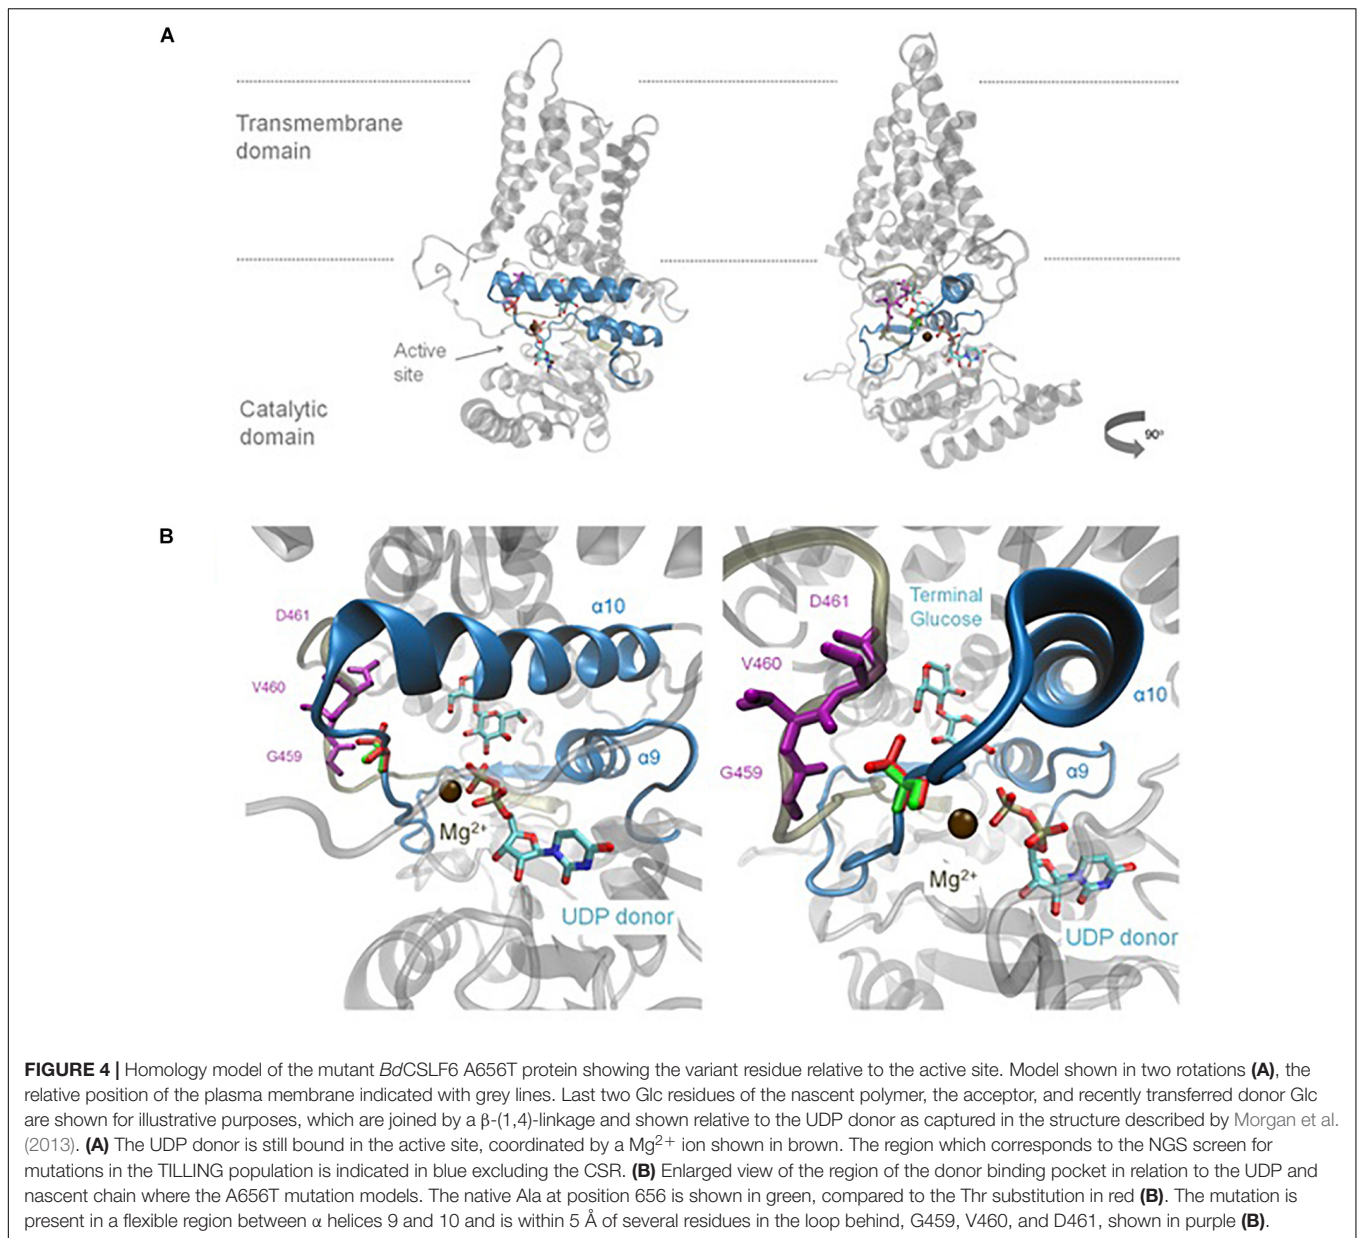 A
Transmembrane
domain
Active
site
Catalytic
domain
90°
B
D461
α10
V460
G459
α9
Mg2+
UDP donor
D461
Terminal
Glucose
V460
α10
G459
α9
Mg2+
UDP donor
FIGURE 4 | Homology model of the mutant BdCSLF6 A656T protein showing the variant residue relative to the active site. Model shown in two rotations (A), the
relative position of the plasma membrane indicated with grey lines. Last two Glc residues of the nascent polymer, the acceptor, and recently transferred donor Glc
are shown for illustrative purposes, which are joined by a β-(1,4)-linkage and shown relative to the UDP donor as captured in the structure described by Morgan et al.
(2013). (A) The UDP donor is still bound in the active site, coordinated by a Mg2+ ion shown in brown. The region which corresponds to the NGS screen for
mutations in the TILLING population is indicated in blue excluding the CSR. (B) Enlarged view of the region of the donor binding pocket in relation to the UDP and
nascent chain where the A656T mutation models. The native Ala at position 656 is shown in green, compared to the Thr substitution in red (B). The mutation is
present in a flexible region between α helices 9 and 10 and is within 5 Å of several residues in the loop behind, G459, V460, and D461, shown in purple (B).